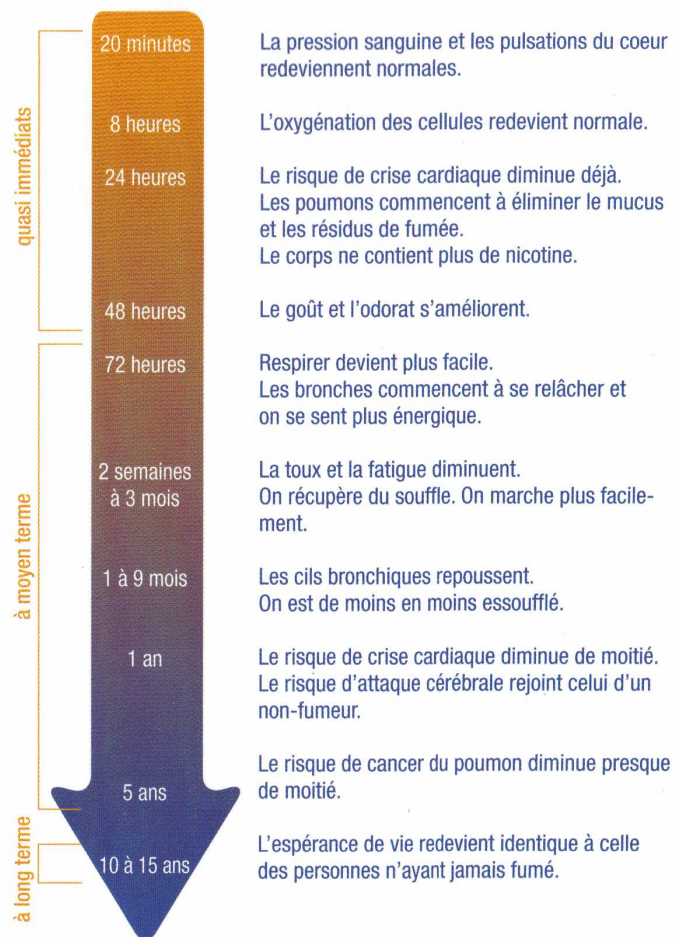 quasi immédiats
20 minutes
La pression sanguine et les pulsations du coeur
redeviennent normales.
8 heures
L'oxygénation des cellules redevient normale.
24 heures
Le risque de crise cardiaque diminue déjà.
Les poumons commencent à éliminer le mucus
et les résidus de fumée.
Le corps ne contient plus de nicotine.
48 heures
Le goût et l'odorat s'améliorent.
à moyen terme
72 heures
Respirer devient plus facile.
Les bronches commencent à se relâcher et
on se sent plus énergique.
2 semaines
à 3 mois
La toux et la fatigue diminuent.
On récupère du souffle. On marche plus facile-
ment.
1 à 9 mois
Les cils bronchiques repoussent.
On est de moins en moins essoufflé.
1 an
Le risque de crise cardiaque diminue de moitié.
Le risque d'attaque cérébrale rejoint celui d'un
non-fumeur.
5 ans
Le risque de cancer du poumon diminue presque
de moitié.
à long terme
10 à 15 ans
L'espérance de vie redevient identique à celle
des personnes n'ayant jamais fumé.